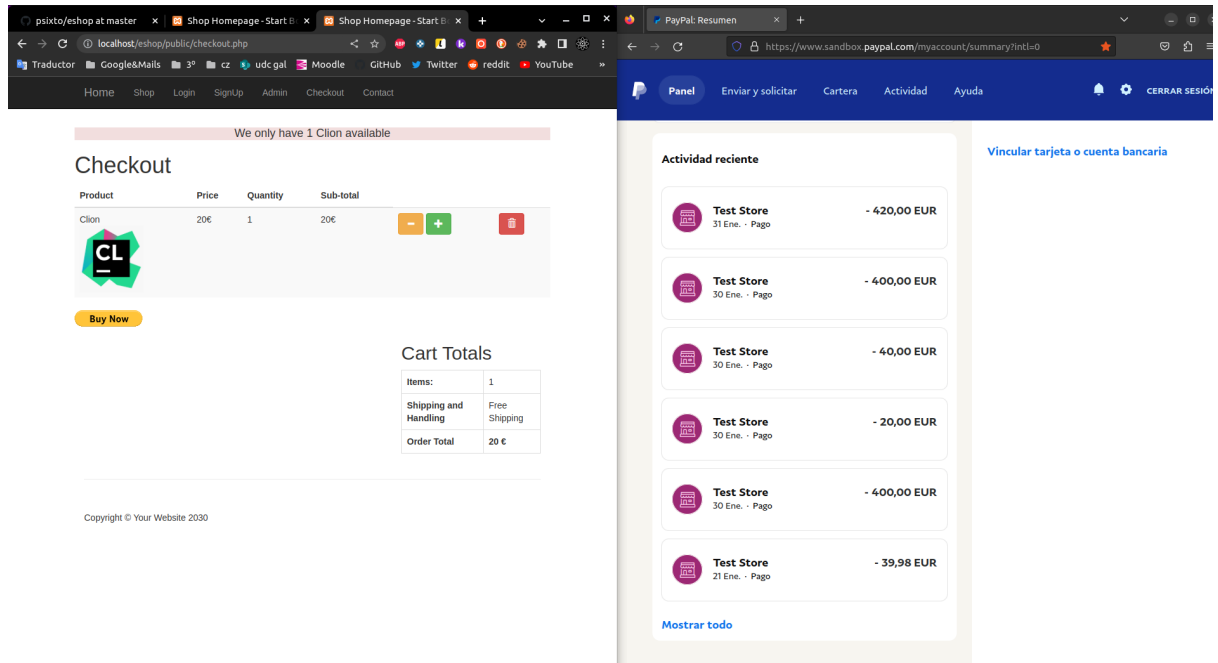 psixto/eshop at master
Shop Homepage - Start B
Shop Homepage - Start B
localhost/eshop/public/checkout.php
Traductor
Google&Mails
3º
cz
udc gal
Moodle
GitHub
Twitter
reddit
YouTube
»
Home
Shop
Login
SignUp
Admin
Checkout
Contact
We only have 1 Clion available
Checkout
Product Price Quantity Sub-total
Clion 20€ 1 20€
CL
Buy Now
Cart Totals
Items: 1
Shipping and Handling Free Shipping
Order Total 20 €
Copyright © Your Website 2030
PayPal: Resumen
https://www.sandbox.paypal.com/myaccount/summary?intl=0
Panel
Enviar y solicitar
Cartera
Actividad
Ayuda
CERRAR SESIÓN
Actividad reciente
Test Store - 420,00 EUR
31 Ene. · Pago
Test Store - 400,00 EUR
30 Ene. · Pago
Test Store - 40,00 EUR
30 Ene. · Pago
Test Store - 20,00 EUR
30 Ene. · Pago
Test Store - 400,00 EUR
30 Ene. · Pago
Test Store - 39,98 EUR
21 Ene. · Pago
Mostrar todo
Vincular tarjeta o cuenta bancaria